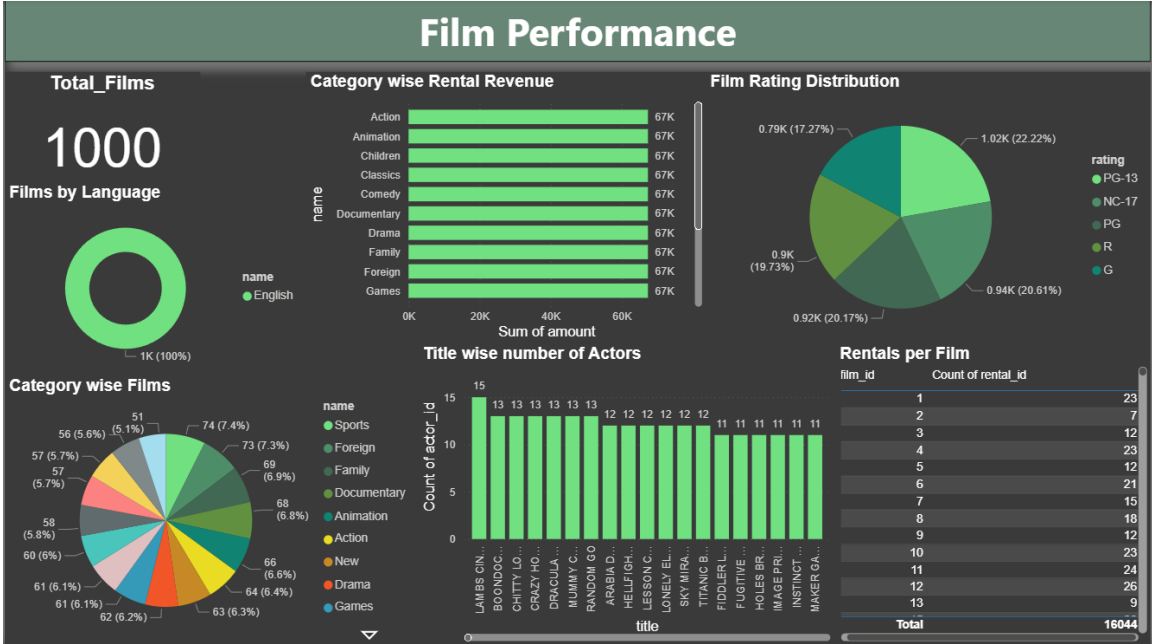 Film Performance
Total_Films
1000
Films by Language
name
English
1K (100%)
Category wise Rental Revenue
name
Action
67K
Animation
67K
Children
67K
Classics
67K
Comedy
67K
Documentary
67K
Drama
67K
Family
67K
Foreign
67K
Games
67K
0K 20K 40K 60K
Sum of amount
Film Rating Distribution
0.79K (17.27%)
1.02K (22.22%)
0.9K
(19.73%)
0.94K (20.61%)
0.92K (20.17%)
rating
PG-13
NC-17
PG
R
G
Category wise Films
51
(5.1%)
74 (7.4%)
56 (5.6%)
73 (7.3%)
57 (5.7%)
69
(6.9%)
57
(5.7%)
68
(6.8%)
58
(5.8%)
66
(6.6%)
60 (6%)
64 (6.4%)
61 (6.1%)
63 (6.3%)
61 (6.1%)
62 (6.2%)
name
Sports
Foreign
Family
Documentary
Animation
Action
New
Drama
Games
Title wise number of Actors
Count of actor_id
15
10
5
0
15 13 13 13 13 13 13 12 12 12 12 12 12 11 11 11 11 11 11
LAMBS CIN...
BOONDOC...
CHITTY LO...
CRAZY HO...
DRACULA ...
MUMMY C...
RANDOM GO
ARABIA D...
HELLFIGH...
LESSON C...
LONELY EL...
SKY MIRA...
TITANIC B...
FIDDLER L...
FUGITIVE ...
HOLES BR...
IMAGE PRI...
INSTINCT ...
MAKER GA...
title
Rentals per Film
film_id Count of rental_id
1 23
2 7
3 12
4 23
5 12
6 21
7 15
8 18
9 12
10 23
11 24
12 26
13 9
Total 16044